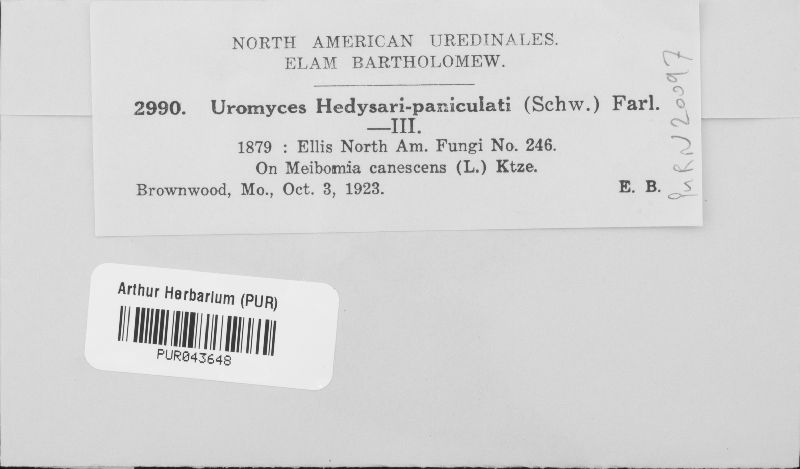 NORTH AMERICAN UREDINALES.
ELAM BARTHOLOMEW.
2990. Uromyces Hedysari-paniculati (Schw.) Farl.
—III.
1879 : Ellis North Am. Fungi No. 246.
On Meibomia canescens (L.) Ktze.
Brownwood, Mo., Oct. 3, 1923. E. B.
PURN20097
Arthur Herbarium (PUR)
PUR043648